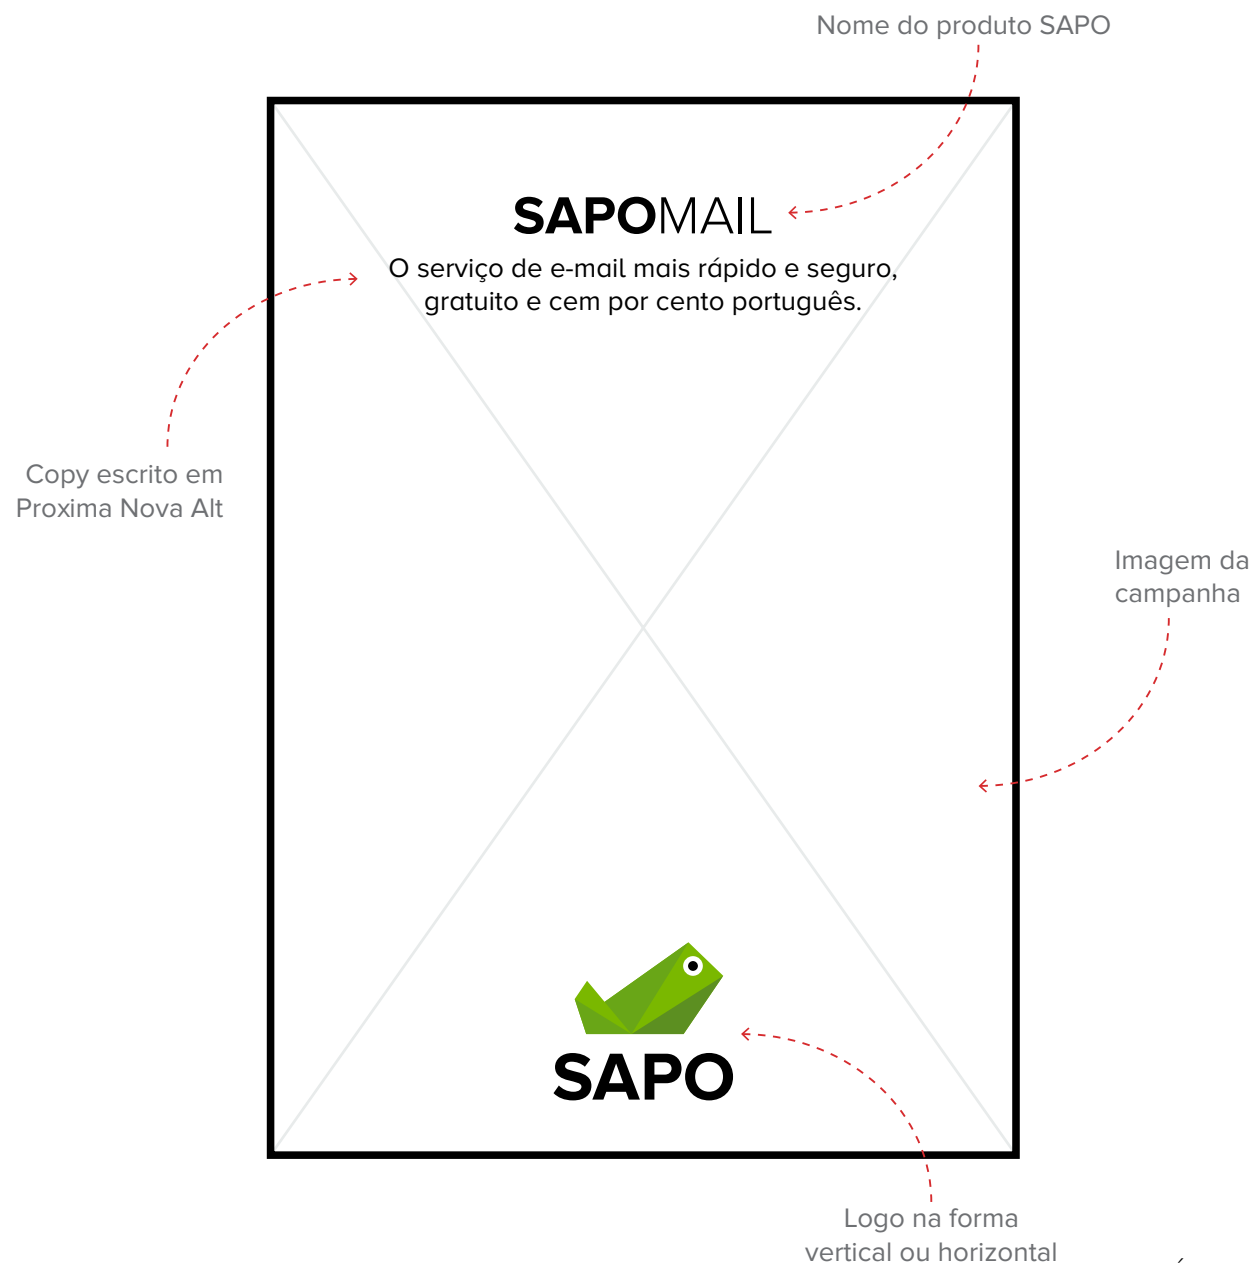 Nome do produto SAPO
SAPOMAIL
O serviço de e-mail mais rápido e seguro,
gratuito e cem por cento português.
Copy escrito em
Proxima Nova Alt
Imagem da
campanha
SAPO
Logo na forma
vertical ou horizontal